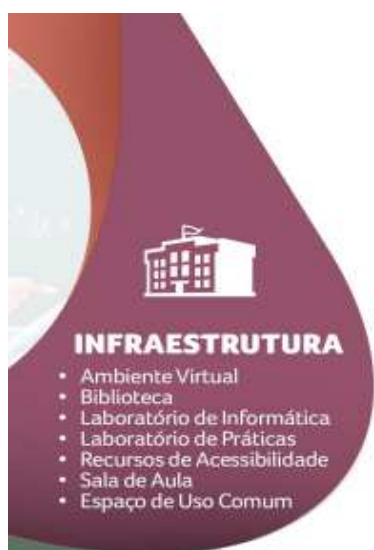 INFRAESTRUTURA
• Ambiente Virtual
• Biblioteca
• Laboratório de Informática
• Laboratório de Práticas
• Recursos de Acessibilidade
• Sala de Aula
• Espaço de Uso Comum